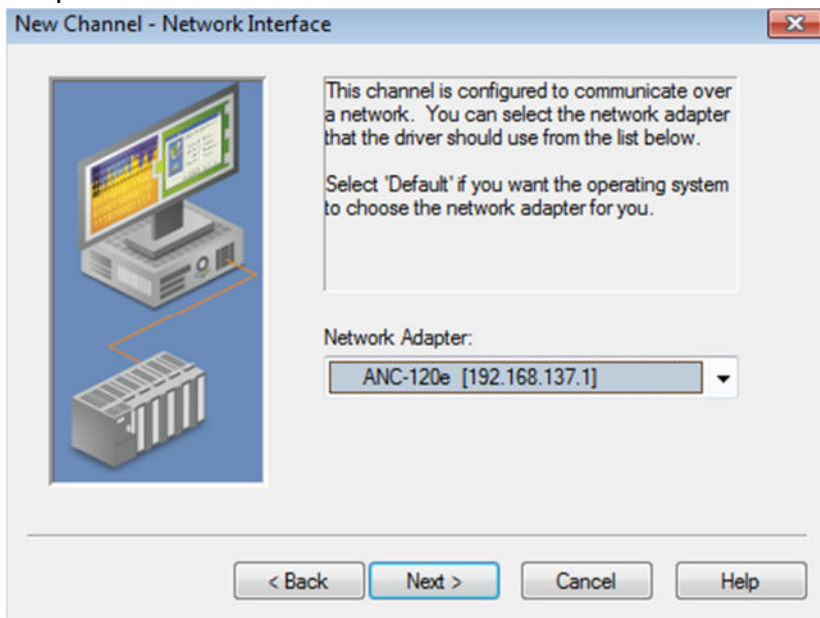 New Channel - Network Interface
This channel is configured to communicate over
a network. You can select the network adapter
that the driver should use from the list below.
Select 'Default' if you want the operating system
to choose the network adapter for you.
Network Adapter:
ANC-120e [192.168.137.1]
< Back
Next >
Cancel
Help